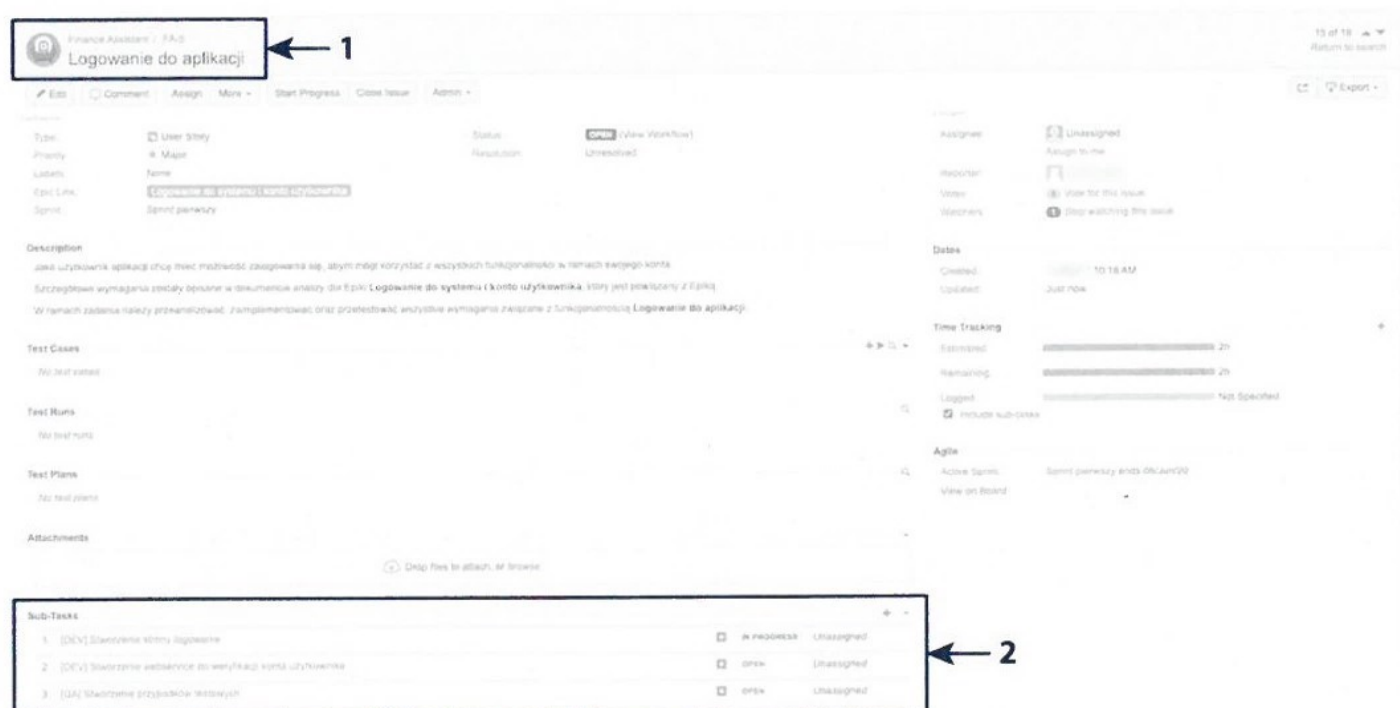 Finance Assistent / FA-5
Logowanie do aplikacji
1
15 of 18
Return to search
Edit Comment Assign More Start Progress Close Issue Admin
Export
Type: User Story
Status: OPEN (View Workflow)
Priority: Major
Resolution: Unresolved
Labels: None
Epic Link: Logowanie do systemu i konto użytkownika
Sprint: Sprint pierwszy
Assignee: Unassigned
Assign to me
Reporter:
Votes: Vote for this issue
Watchers: 1 Stop watching this issue
Description
Jako użytkownik aplikacji chcę mieć możliwość zalogowania się, abym mógł korzystać z wszystkich funkcjonalności w ramach swojego konta.
Szczegółowe wymagania zostały opisane w dokumencie analizy dla Epiki Logowanie do systemu i konto użytkownika, który jest powiązany z Epiką.
W ramach zadania należy przeanalizować, zaimplementować oraz przetestować wszystkie wymagania związane z funkcjonalnością Logowanie do aplikacji.
Dates
Created: 10:18 AM
Updated: Just now
Test Cases
No test cases
Time Tracking
Estimated: 2h
Remaining: 2h
Logged: Not Specified
Include sub-tasks
Test Runs
No test runs
Agile
Active Sprint: Sprint pierwszy ends
View on Board
Test Plans
No test plans
Attachments
Drop files to attach, or browse.
Sub-Tasks
1. [DEV] Stworzenie strony logowania IN PROGRESS Unassigned
2. [DEV] Stworzenie webservice do weryfikacji konta użytkownika OPEN Unassigned
3. [QA] Stworzenie przypadków testowych OPEN Unassigned
2